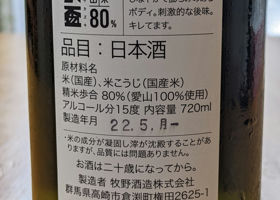 80%
ボディ。刺激的な後味。
キレてます。
品目：日本酒
原材料名
米(国産)、米こうじ(国産米)
精米歩合 80%(愛山100%使用)
アルコール分15度 内容量 720ml
製造年月 22.5.月
・米の成分が凝固し滓が沈殿することがあ
りますが、品質には問題ありません。
お酒は二十歳になってから。
製造者 牧野酒造株式会社
群馬県高崎市倉渕町権田2625-1